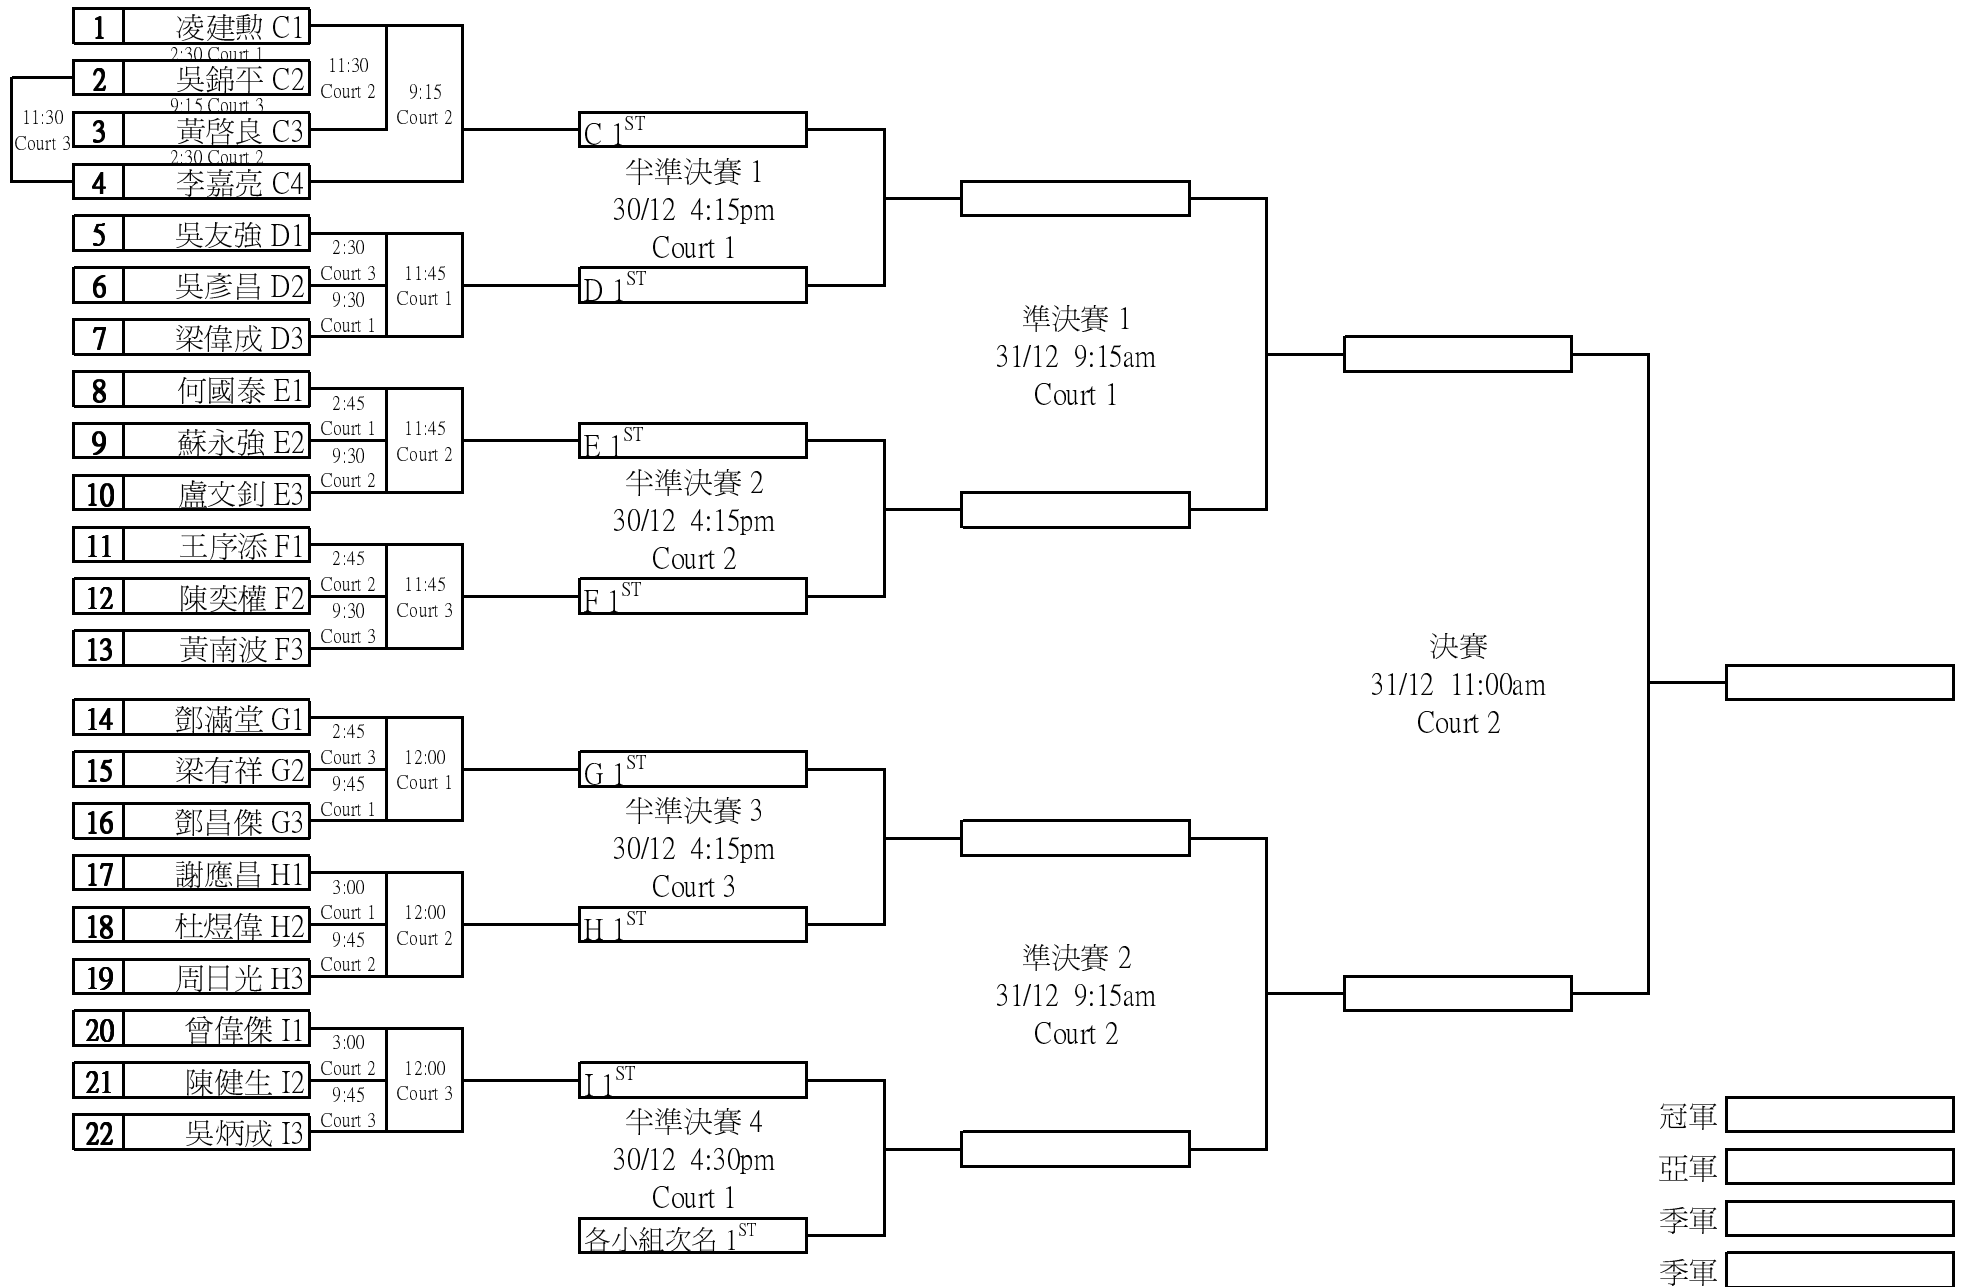 1 凌建勳 C1
2:30 Court 1
2 吳錦平 C2
9:15 Court 3
3 黃啓良 C3
2:30 Court 2
4 李嘉亮 C4
11:30
Court 3
11:30
Court 2
9:15
Court 2
5 吳友強 D1
6 吳彥昌 D2
7 梁偉成 D3
2:30
Court 3
9:30
Court 1
11:45
Court 1
8 何國泰 E1
9 蘇永強 E2
10 盧文釗 E3
2:45
Court 1
9:30
Court 2
11:45
Court 2
11 王序添 F1
12 陳奕權 F2
13 黃南波 F3
2:45
Court 2
9:30
Court 3
11:45
Court 3
14 鄧滿堂 G1
15 梁有祥 G2
16 鄧昌傑 G3
2:45
Court 3
9:45
Court 1
12:00
Court 1
17 謝應昌 H1
18 杜煜偉 H2
19 周日光 H3
3:00
Court 1
9:45
Court 2
12:00
Court 2
20 曾偉傑 I1
21 陳健生 I2
22 吳炳成 I3
3:00
Court 2
9:45
Court 3
12:00
Court 3
C 1ST
半準決賽 1
30/12 4:15pm
Court 1
D 1ST
E 1ST
半準決賽 2
30/12 4:15pm
Court 2
F 1ST
G 1ST
半準決賽 3
30/12 4:15pm
Court 3
H 1ST
I 1ST
半準決賽 4
30/12 4:30pm
Court 1
各小組次名 1ST
準決賽 1
31/12 9:15am
Court 1
準決賽 2
31/12 9:15am
Court 2
決賽
31/12 11:00am
Court 2
冠軍
亞軍
季軍
季軍